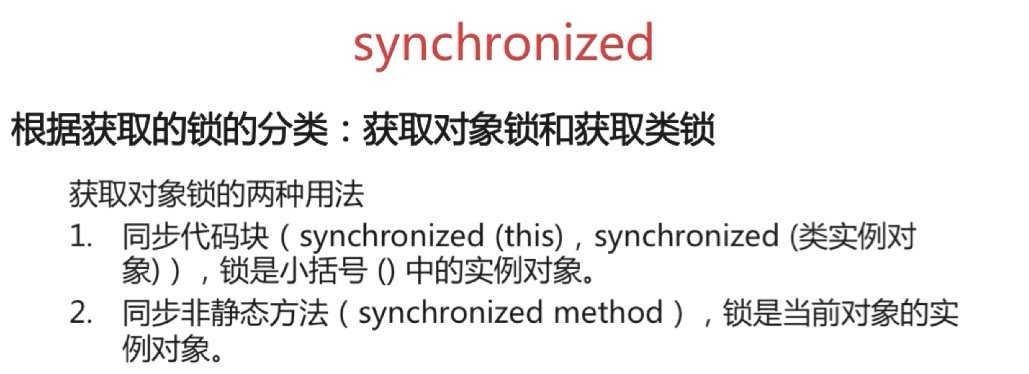 synchronized
根据获取的锁的分类：获取对象锁和获取类锁
获取对象锁的两种用法
1. 同步代码块（synchronized (this)，synchronized (类实例对
象)），锁是小括号 () 中的实例对象。
2. 同步非静态方法（synchronized method），锁是当前对象的实
例对象。